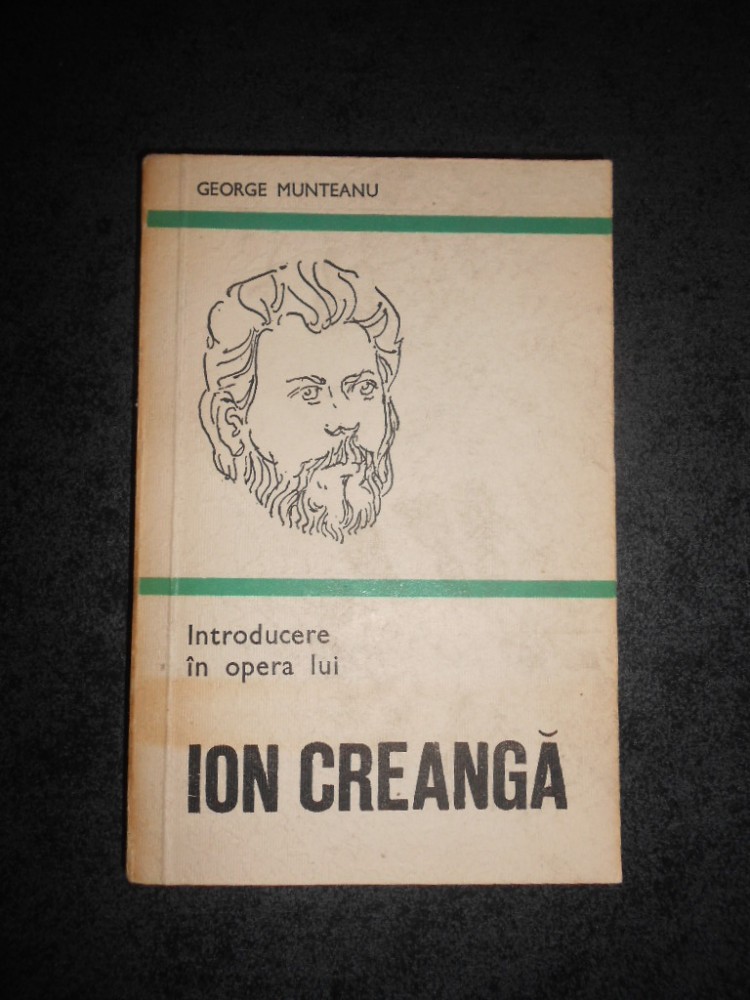 GEORGE MUNTEANU
Introducere
în opera lui
ION CREANGĂ